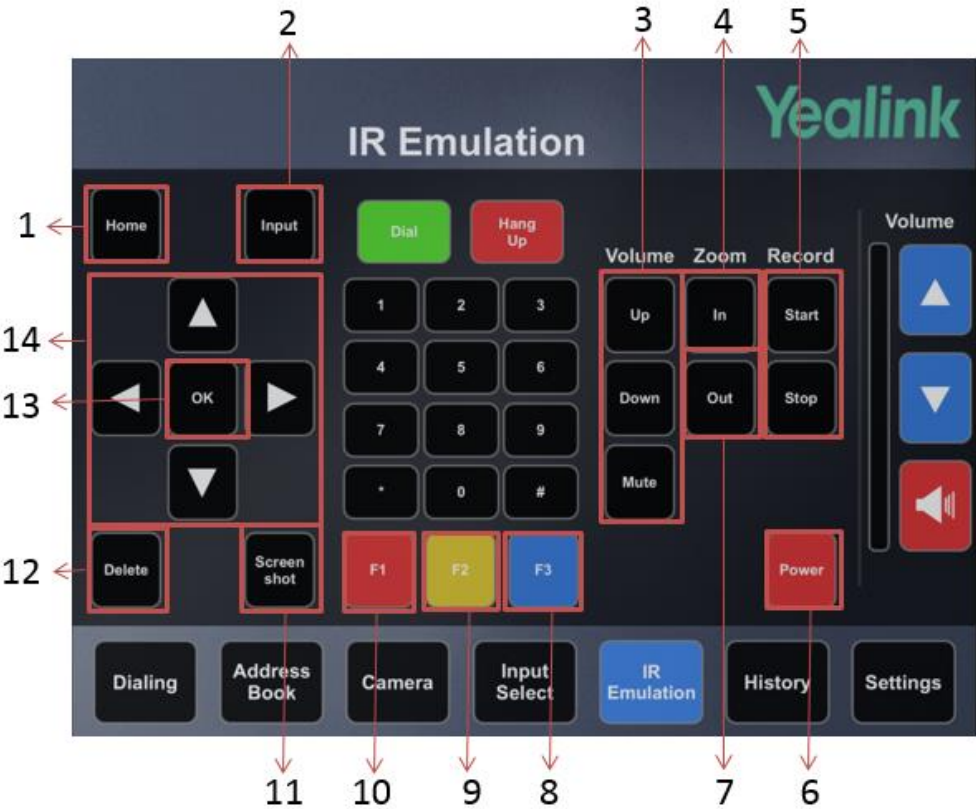 2
3
4
5
Yealink
IR Emulation
1
Home
Input
Dial
Hang
Up
Volume
Zoom
Record
Volume
14
1
2
3
Up
In
Start
13
OK
4
5
6
Down
Out
Stop
7
8
9
Mute
*
0
#
12
Delete
Screen
shot
F1
F2
F3
Power
Dialing
Address
Book
Camera
Input
Select
IR
Emulation
History
Settings
11
10
9
8
7
6